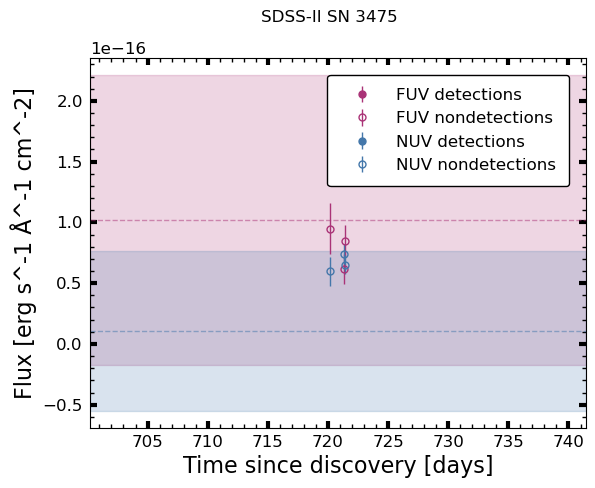 SDSS-II SN 3475
1e−16
FUV detections
FUV nondetections
NUV detections
NUV nondetections
2.0
1.5
1.0
0.5
0.0
−0.5
Flux [erg s^-1 Å^-1 cm^-2]
705 710 715 720 725 730 735 740
Time since discovery [days]